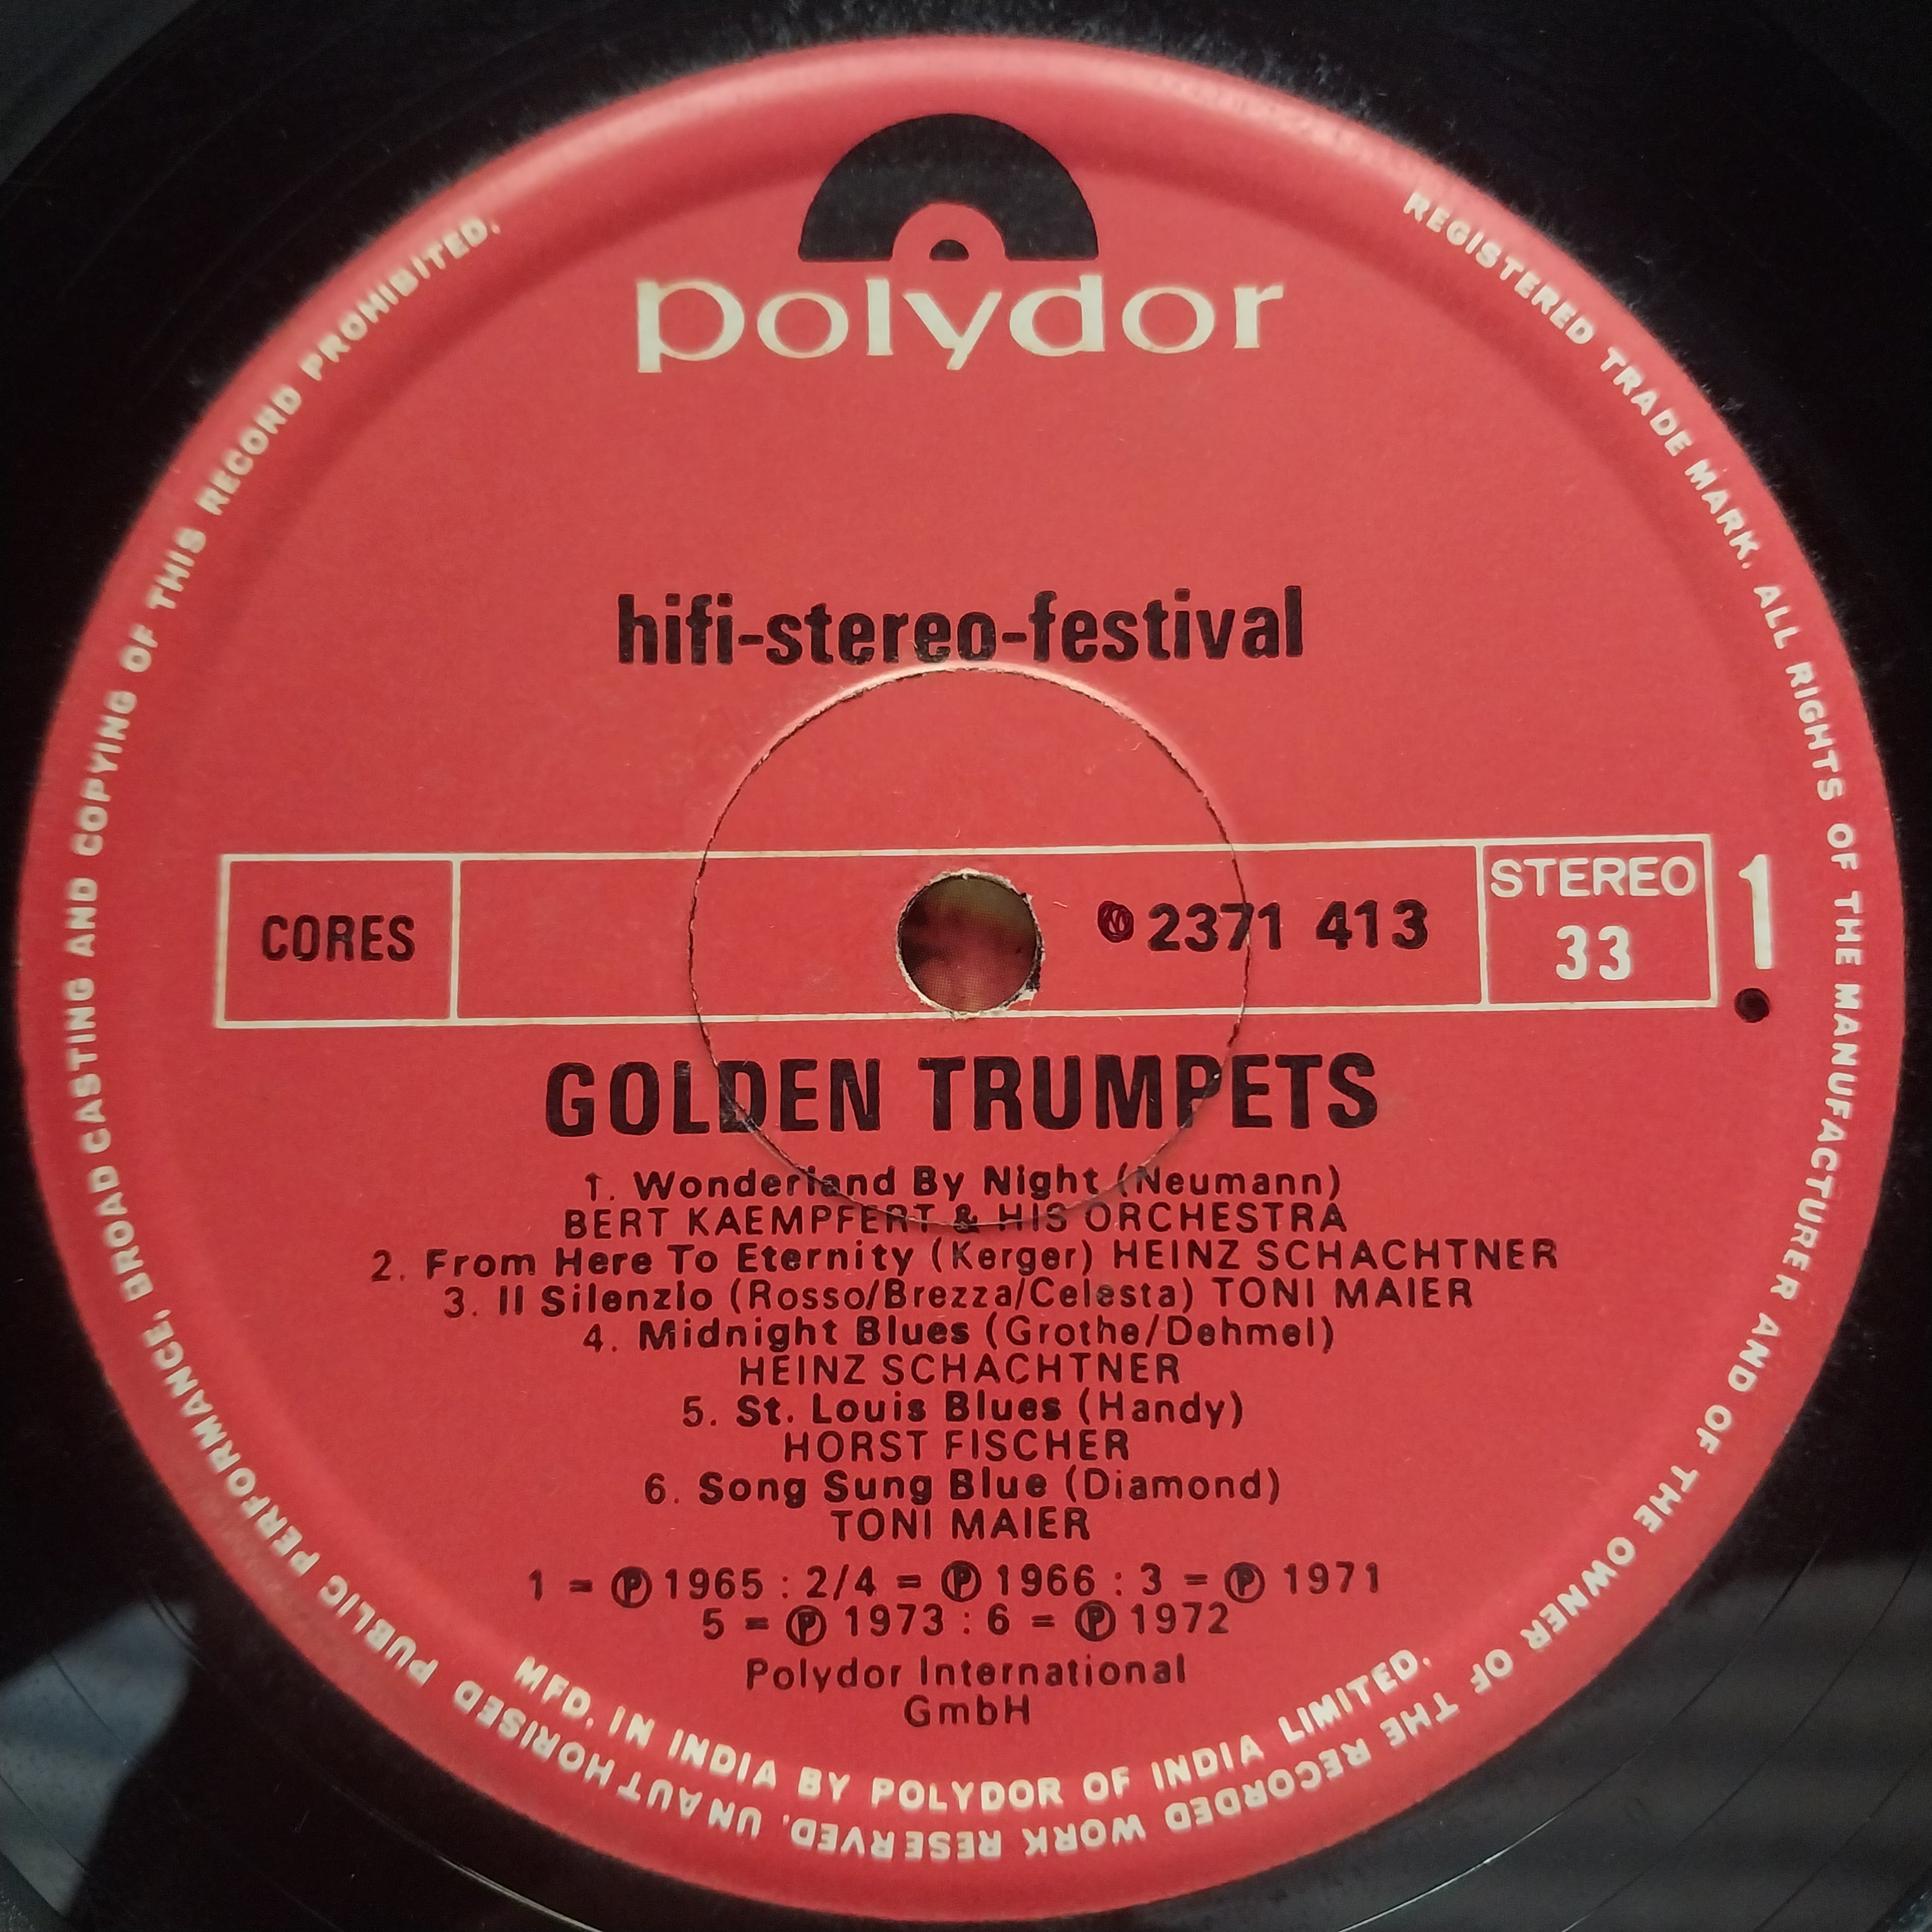 polydor
hifi-stereo-festival
CORES
2371 413
STEREO
33
1
GOLDEN TRUMPETS
1. Wonderland By Night (Neumann)
BERT KAEMPFERT & HIS ORCHESTRA
2. From Here To Eternity (Kerger) HEINZ SCHACHTNER
3. Il Silenzio (Rosso/Brezza/Celesta) TONI MAIER
4. Midnight Blues (Grothe/Dehmel)
HEINZ SCHACHTNER
5. St. Louis Blues (Handy)
HORST FISCHER
6. Song Sung Blue (Diamond)
TONI MAIER
1 = ℗ 1965 : 2/4 = ℗ 1966 : 3 = ℗ 1971
5 = ℗ 1973 : 6 = ℗ 1972
Polydor International
GmbH
MFD. IN INDIA BY POLYDOR OF INDIA LIMITED.
REGISTERED TRADE MARK. ALL RIGHTS OF THE MANUFACTURER AND OF THE OWNER OF THE RECORDED WORK RESERVED. UNAUTHORISED PUBLIC PERFORMANCE, BROADCASTING AND COPYING OF THIS RECORD PROHIBITED.